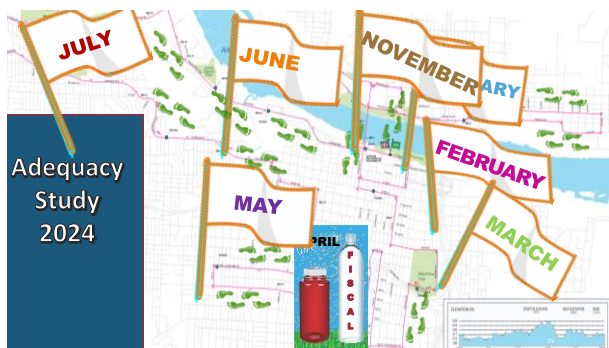 JULY
JUNE
NOVEMBER
ARY
FEBRUARY
MARCH
MAY
PRIL
FISCAL
Adequacy
Study
2024